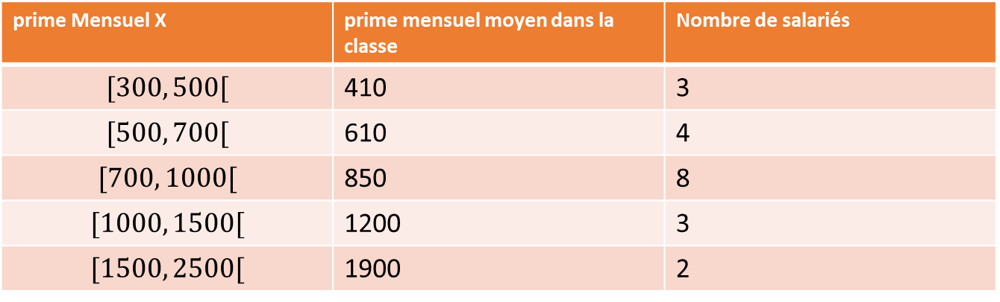 prime Mensuel X prime mensuel moyen dans la classe Nombre de salariés
[300, 500[ 410 3
[500, 700[ 610 4
[700, 1000[ 850 8
[1000, 1500[ 1200 3
[1500, 2500[ 1900 2